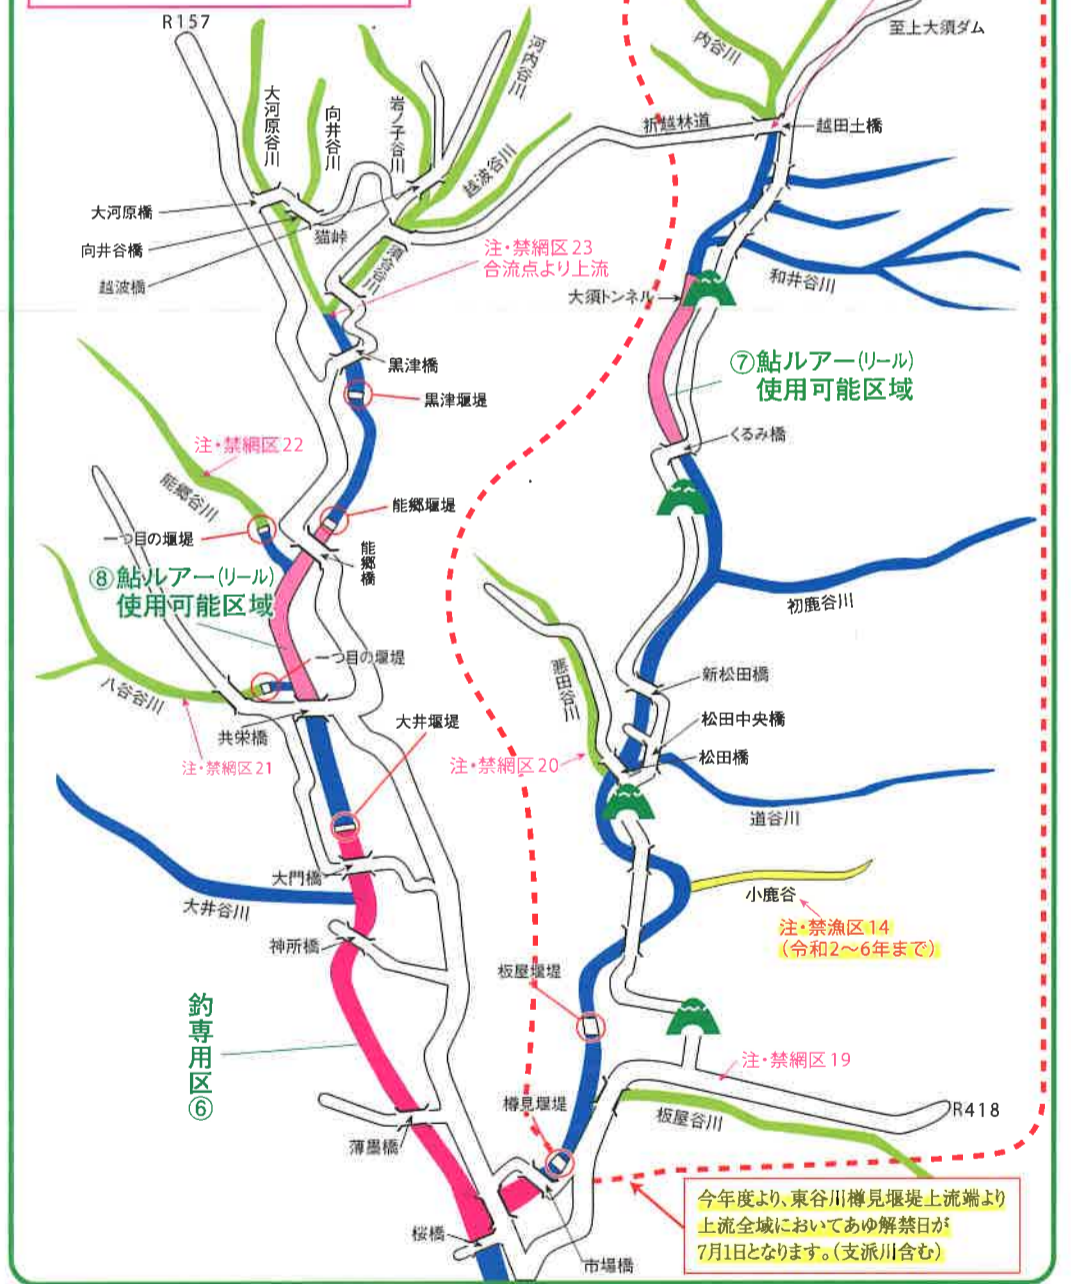 R157
至上大須ダム
内谷川
河内谷川
大河原谷川
向井谷川
岩ノ子谷川
越波谷川
折越林道
越田土橋
大河原橋
向井谷橋
猫峠
越波橋
須合谷川
注・禁網区23
合流点より上流
和井谷川
大須トンネル
黒津橋
⑦鮎ルアー(リール)
使用可能区域
黒津堰堤
くるみ橋
注・禁網区22
能郷谷川
能郷堰堤
一つ目の堰堤
能郷橋
⑧鮎ルアー(リール)
使用可能区域
初鹿谷川
一つ目の堰堤
悪田谷川
新松田橋
八谷谷川
大井堰堤
松田中央橋
共栄橋
松田橋
注・禁網区21
注・禁網区20
道谷川
大門橋
小鹿谷
大井谷川
注・禁漁区14
(令和2～6年まで)
神所橋
板屋堰堤
釣専用区⑥
注・禁網区19
樽見堰堤
板屋谷川
R418
薄墨橋
今年度より、東谷川樽見堰堤上流端より
上流全域においてあゆ解禁日が
7月1日となります。(支派川含む)
桜橋
市場橋